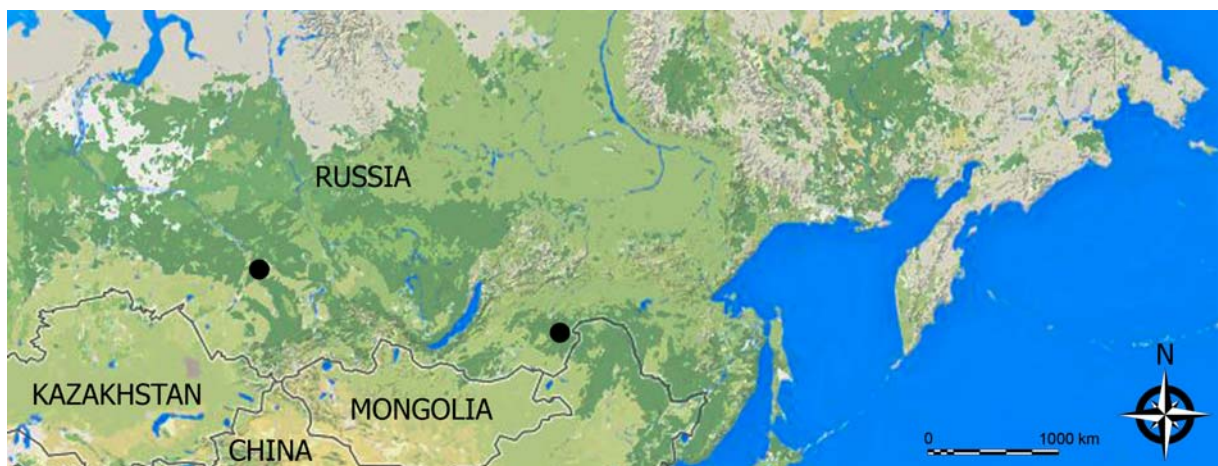 RUSSIA
KAZAKHSTAN
MONGOLIA
CHINA
N
0 1000 km